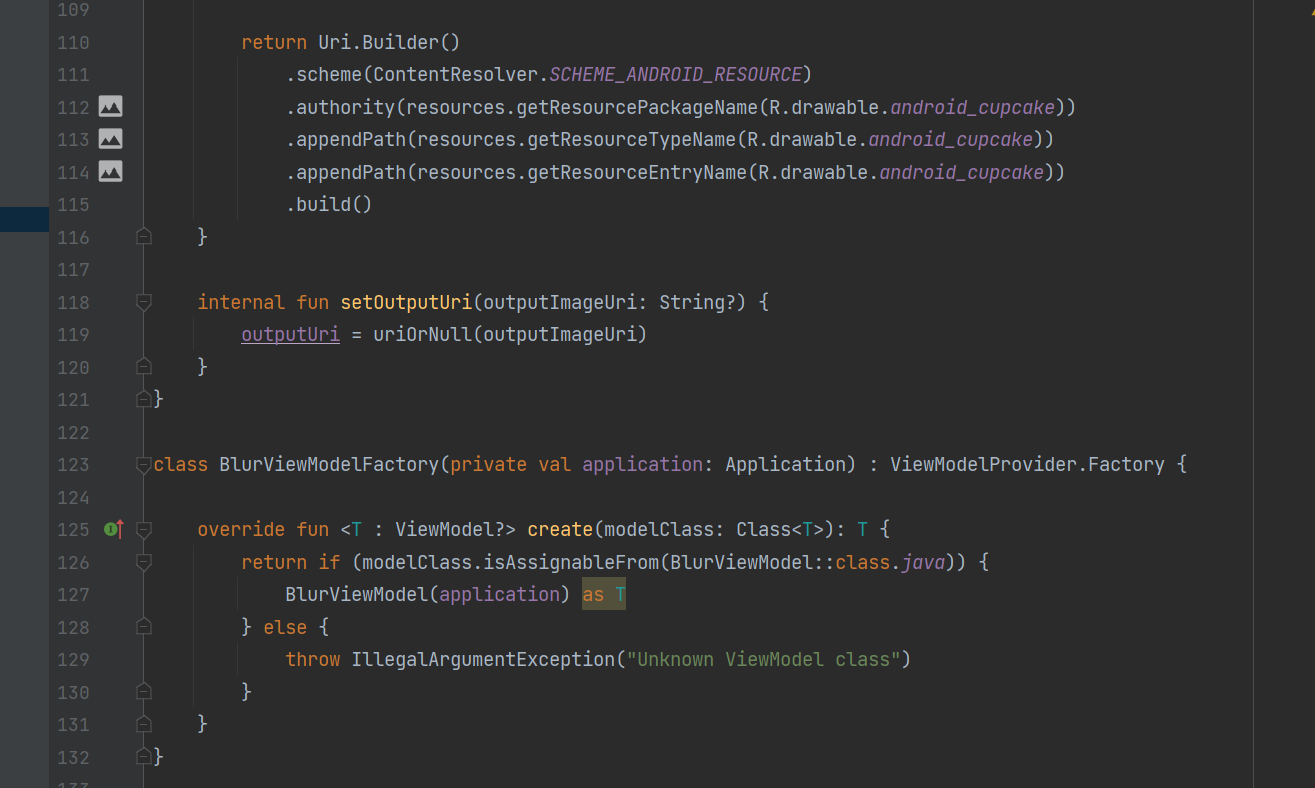 109
110 return Uri.Builder()
111 .scheme(ContentResolver.SCHEME_ANDROID_RESOURCE)
112 .authority(resources.getResourcePackageName(R.drawable.android_cupcake))
113 .appendPath(resources.getResourceTypeName(R.drawable.android_cupcake))
114 .appendPath(resources.getResourceEntryName(R.drawable.android_cupcake))
115 .build()
116 }
117
118 internal fun setOutputUri(outputImageUri: String?) {
119 outputUri = uriOrNull(outputImageUri)
120 }
121 }
122
123 class BlurViewModelFactory(private val application: Application) : ViewModelProvider.Factory {
124
125 override fun <T : ViewModel?> create(modelClass: Class<T>): T {
126 return if (modelClass.isAssignableFrom(BlurViewModel::class.java)) {
127 BlurViewModel(application) as T
128 } else {
129 throw IllegalArgumentException("Unknown ViewModel class")
130 }
131 }
132 }
133